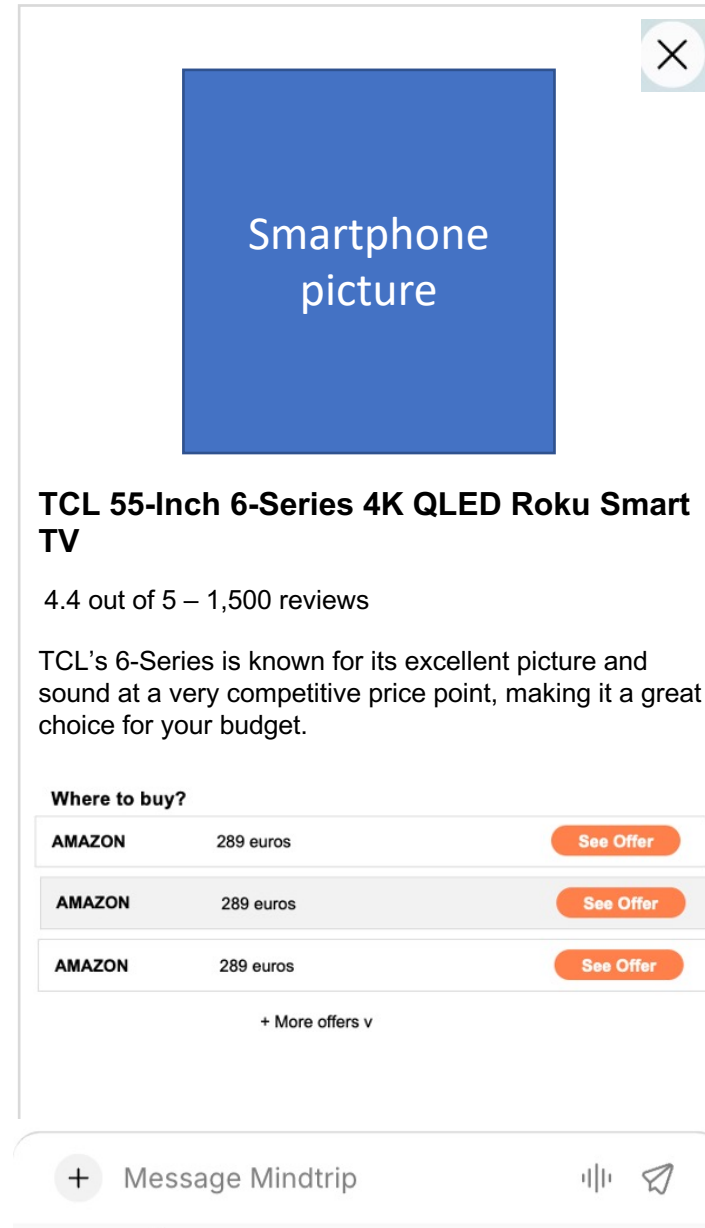 Smartphone
picture
TCL 55-Inch 6-Series 4K QLED Roku Smart
TV
4.4 out of 5 – 1,500 reviews
TCL’s 6-Series is known for its excellent picture and
sound at a very competitive price point, making it a great
choice for your budget.
Where to buy?
AMAZON 289 euros See Offer
AMAZON 289 euros See Offer
AMAZON 289 euros See Offer
+ More offers v
Message Mindtrip